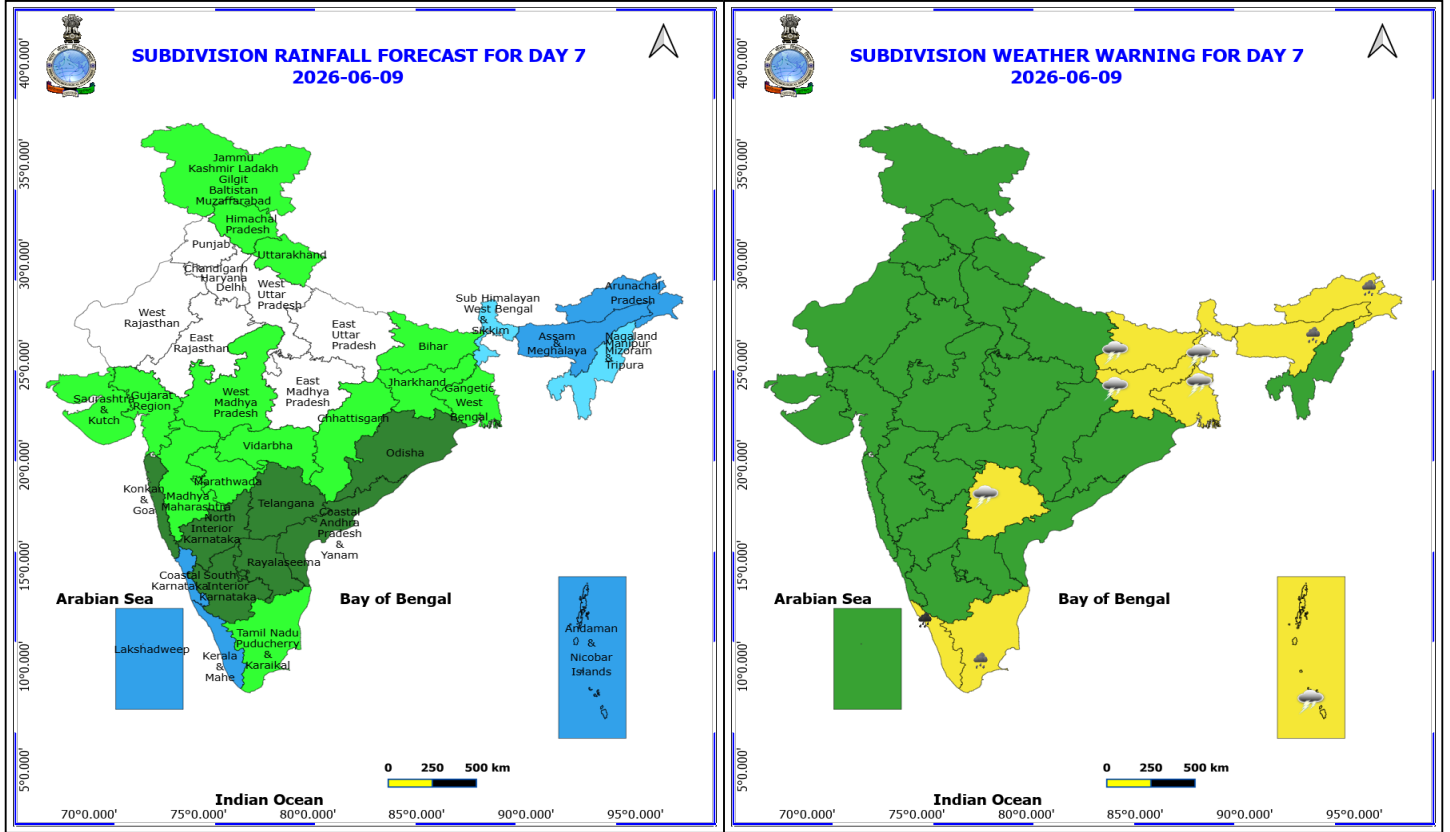 SUBDIVISION RAINFALL FORECAST FOR DAY 7
2026-06-09
40°0.000'
35°0.000'
30°0.000'
25°0.000'
20°0.000'
15°0.000'
10°0.000'
5°0.000'
Jammu
Kashmir Ladakh
Gilgit
Baltistan
Muzaffarabad
Himachal
Pradesh
Punjab
Uttarakhand
Chandigarh
Haryana
Delhi
West
Uttar
Pradesh
West
Rajasthan
East
Rajasthan
East
Uttar
Pradesh
Sub Himalayan
West Bengal
&
Sikkim
Arunachal
Pradesh
Assam
&
Meghalaya
Nagaland
Manipur
Mizoram
&
Tripura
Bihar
Jharkhand
Gangetic
West
Bengal
East
Madhya
Pradesh
West
Madhya
Pradesh
Gujarat
Region
Saurashtra
&
Kutch
Chhattisgarh
Vidarbha
Odisha
Marathwada
Madhya
Maharashtra
Konkan
&
Goa
Telangana
North
Interior
Karnataka
Coastal
Andhra
Pradesh
&
Yanam
Rayalaseema
Coastal
Karnataka
South
Interior
Karnataka
Arabian Sea
Bay of Bengal
Lakshadweep
Kerala
&
Mahe
Tamil Nadu
Puducherry
&
Karaikal
Andaman
&
Nicobar
Islands
0 250 500 km
Indian Ocean
70°0.000' 75°0.000' 80°0.000' 85°0.000' 90°0.000' 95°0.000'
SUBDIVISION WEATHER WARNING FOR DAY 7
2026-06-09
40°0.000'
35°0.000'
30°0.000'
25°0.000'
20°0.000'
15°0.000'
10°0.000'
5°0.000'
Arabian Sea
Bay of Bengal
0 250 500 km
Indian Ocean
70°0.000' 75°0.000' 80°0.000' 85°0.000' 90°0.000' 95°0.000'